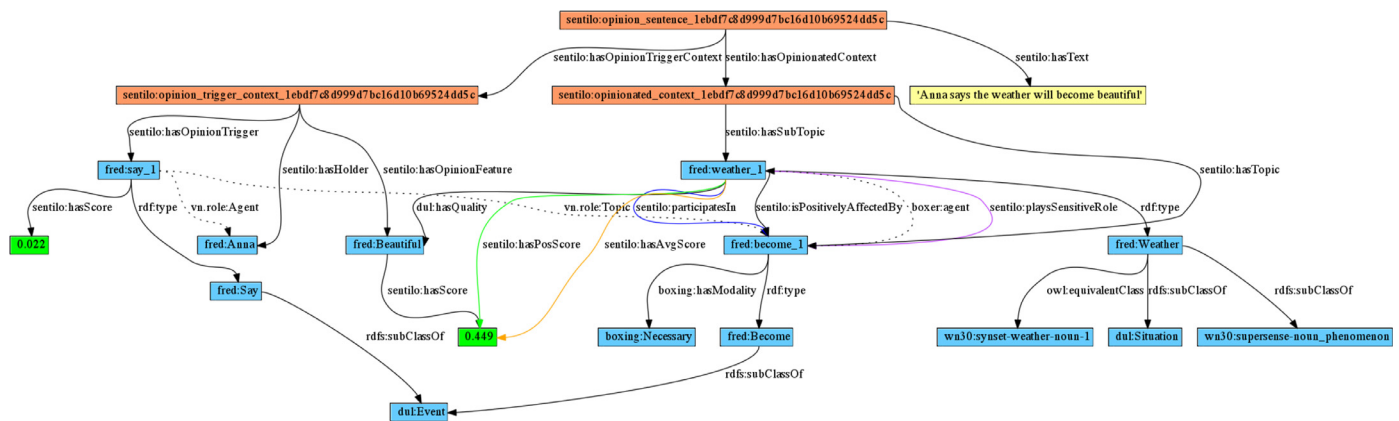 sentilo:opinion_sentence_1ebdf7c8d999d7bc16d10b69524dd5c
sentilo:hasOpinionTriggerContext
sentilo:hasOpinionatedContext
sentilo:hasText
sentilo:opinion_trigger_context_1ebdf7c8d999d7bc16d10b69524dd5c
sentilo:opinionated_context_1ebdf7c8d999d7bc16d10b69524dd5c
'Anna says the weather will become beautiful'
sentilo:hasOpinionTrigger
sentilo:hasSubTopic
fred:say_1
sentilo:hasHolder
sentilo:hasOpinionFeature
fred:weather_1
sentilo:hasTopic
sentilo:hasScore
rdf:type
vn.role:Agent
dul:hasQuality
vn.role:Topic
sentilo:participatesIn
sentilo:isPositivelyAffectedBy
boxer:agent
sentilo:playsSensitiveRole
rdf:type
0.022
fred:Anna
fred:Beautiful
sentilo:hasPosScore
sentilo:hasAvgScore
fred:become_1
fred:Weather
fred:Say
sentilo:hasScore
boxing:hasModality
rdf:type
owl:equivalentClass
rdfs:subClassOf
rdfs:subClassOf
rdfs:subClassOf
0.449
boxing:Necessary
fred:Become
wn30:synset-weather-noun-1
dul:Situation
wn30:supersense-noun_phenomenon
rdfs:subClassOf
dul:Event